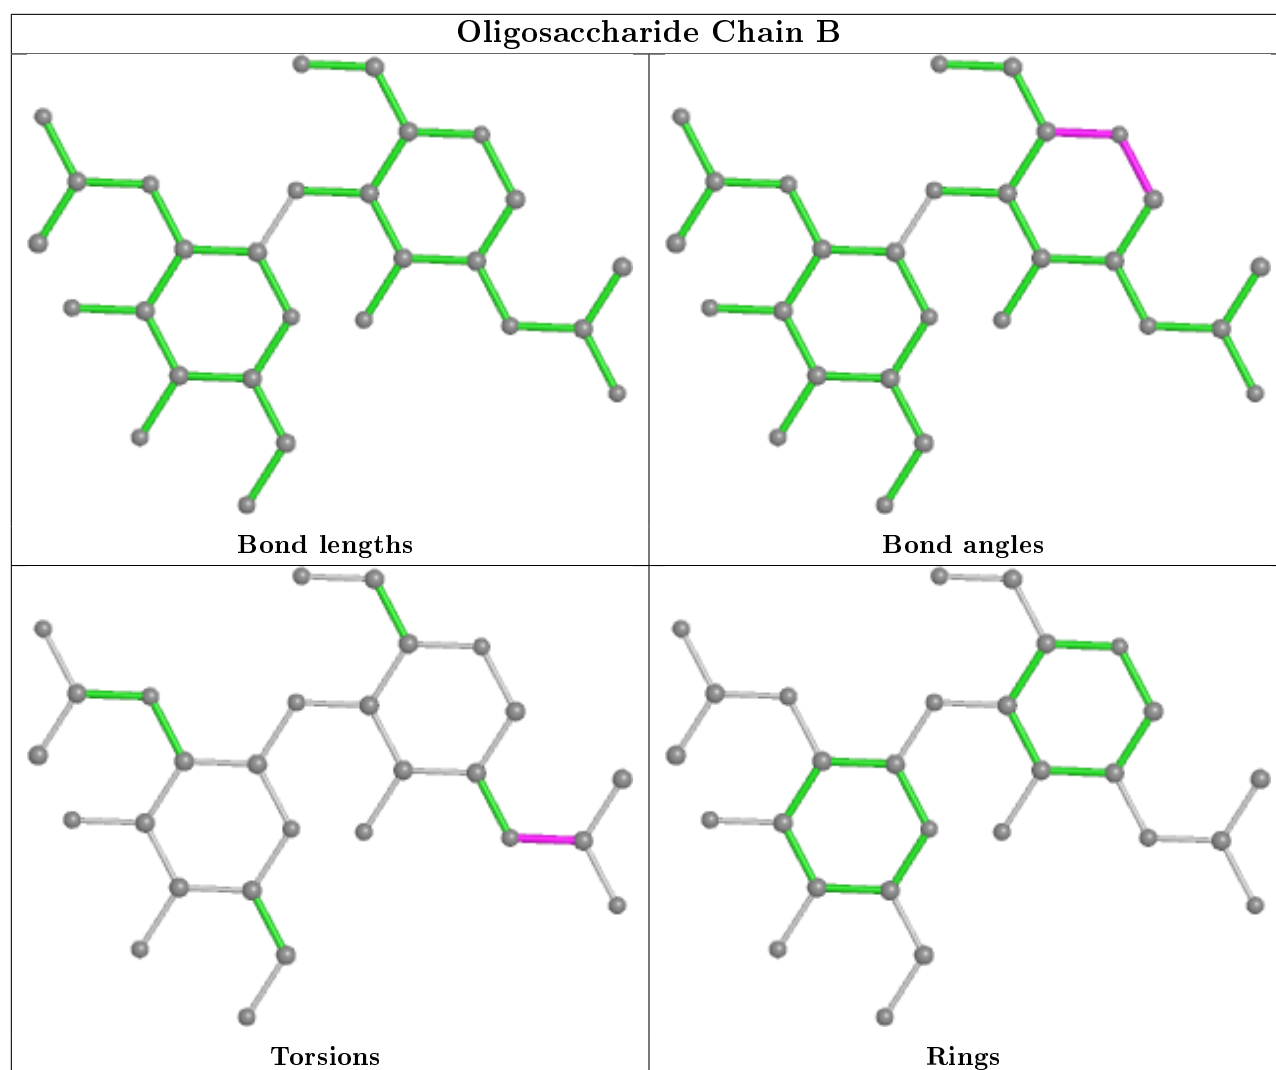 Oligosaccharide Chain B
Bond lengths
Bond angles
Torsions
Rings